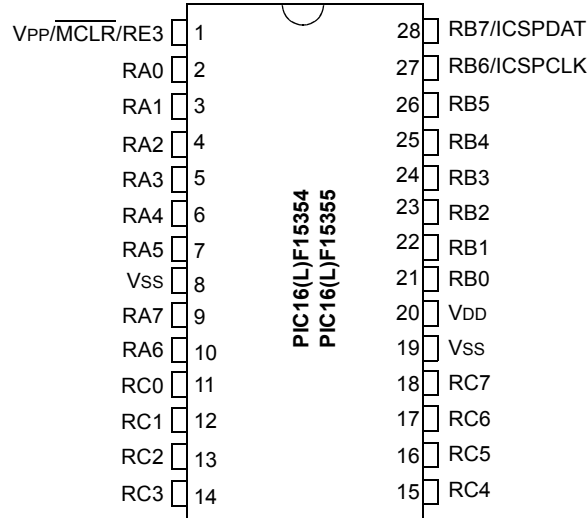 VPP/MCLR/RE3 1 28 RB7/ICSPDAT
RA0 2 27 RB6/ICSPCLK
RA1 3 26 RB5
RA2 4 25 RB4
RA3 5 24 RB3
RA4 6 23 RB2
RA5 7 22 RB1
VSS 8 21 RB0
RA7 9 20 VDD
RA6 10 19 VSS
RC0 11 18 RC7
RC1 12 17 RC6
RC2 13 16 RC5
RC3 14 15 RC4
PIC16(L)F15354
PIC16(L)F15355